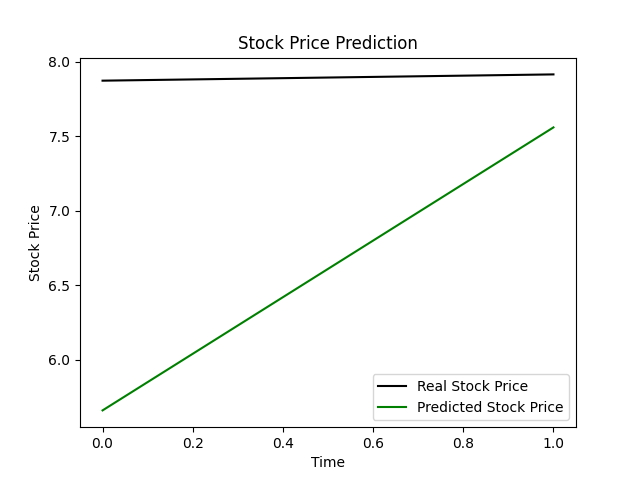 Stock Price Prediction
8.0
7.5
7.0
6.5
6.0
Stock Price
Real Stock Price
Predicted Stock Price
0.0 0.2 0.4 0.6 0.8 1.0
Time